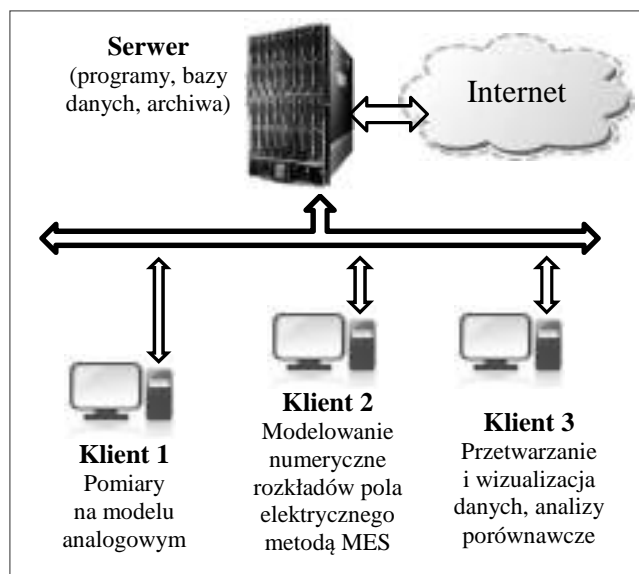 Serwer
(programy, bazy
danych, archiwa)
Internet
Klient 1
Pomiary
na modelu
analogowym
Klient 2
Modelowanie
numeryczne
rozkładów pola
elektrycznego
metodą MES
Klient 3
Przetwarzanie
i wizualizacja
danych, analizy
porównawcze